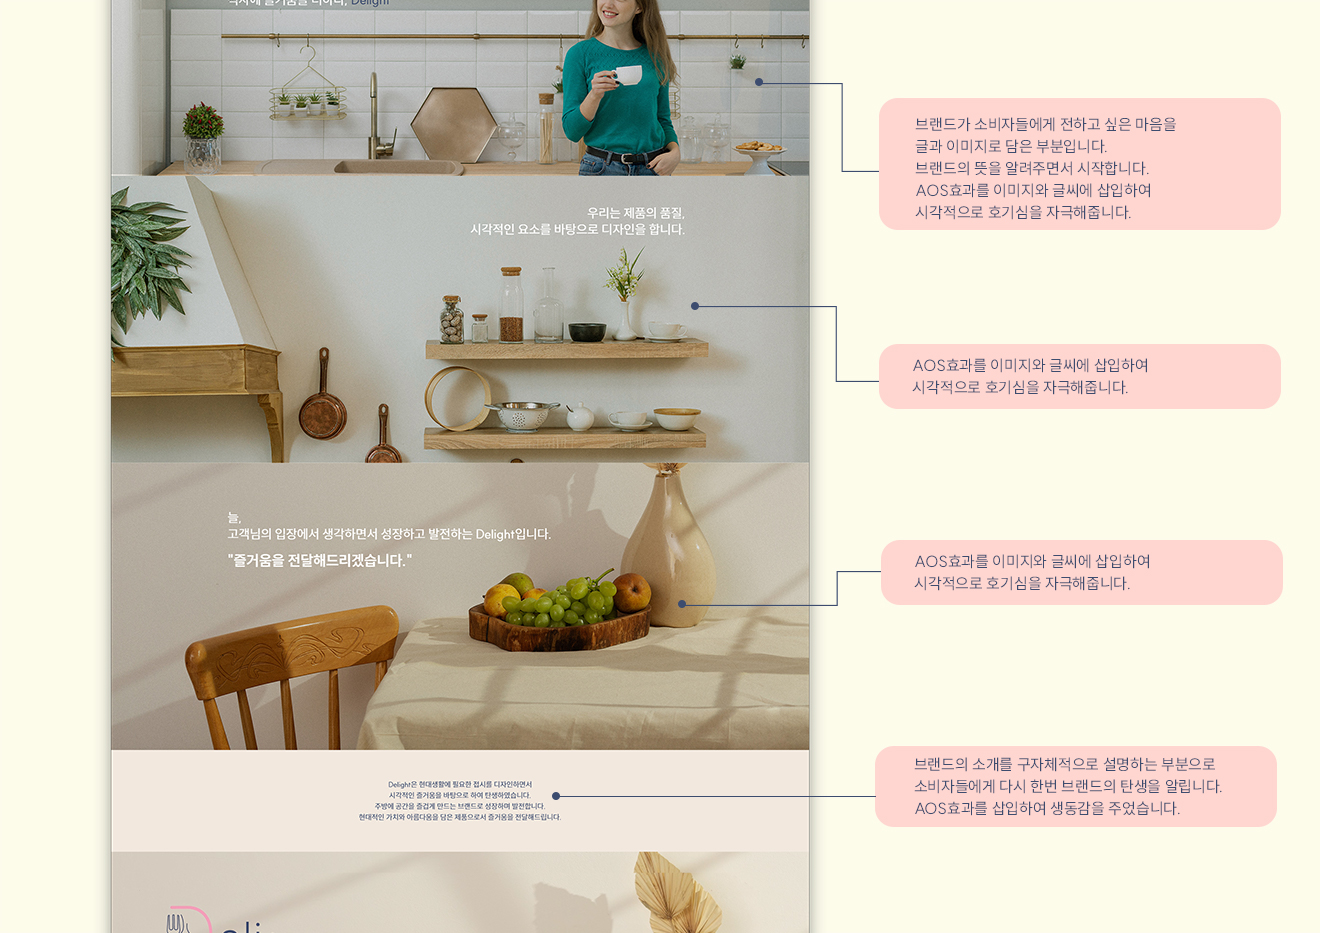 식사에 즐거움을 더하다, Delight
브랜드가 소비자들에게 전하고 싶은 마음을
글과 이미지로 담은 부분입니다.
브랜드의 뜻을 알려주면서 시작합니다.
AOS효과를 이미지와 글씨에 삽입하여
시각적으로 호기심을 자극해줍니다.
우리는 제품의 품질,
시각적인 요소를 바탕으로 디자인을 합니다.
AOS효과를 이미지와 글씨에 삽입하여
시각적으로 호기심을 자극해줍니다.
늘,
고객님의 입장에서 생각하면서 성장하고 발전하는 Delight입니다.
"즐거움을 전달해드리겠습니다."
AOS효과를 이미지와 글씨에 삽입하여
시각적으로 호기심을 자극해줍니다.
Delight은 현대생활에 필요한 접시를 디자인하면서
시각적인 즐거움을 바탕으로 하여 탄생하였습니다.
주방에 공간을 즐겁게 만드는 브랜드로 성장하며 발전합니다.
현대적인 가치와 아름다움을 담은 제품으로서 즐거움을 전달해드립니다.
브랜드의 소개를 구자체적으로 설명하는 부분으로
소비자들에게 다시 한번 브랜드의 탄생을 알립니다.
AOS효과를 삽입하여 생동감을 주었습니다.